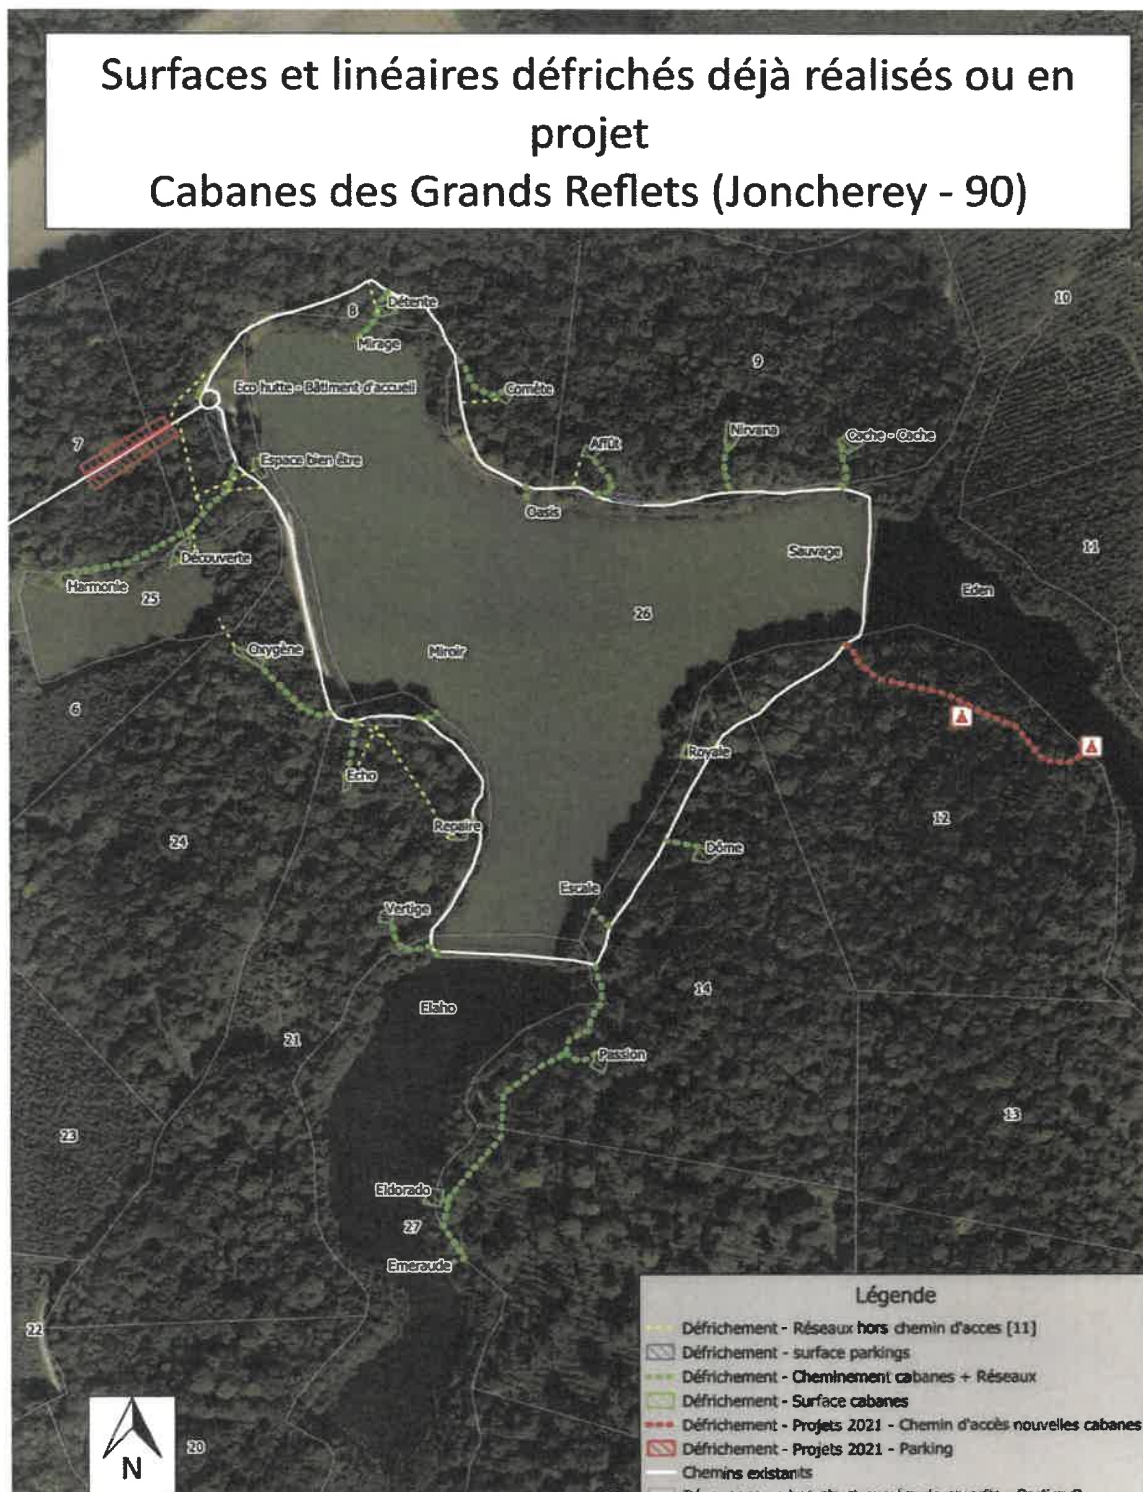 Surfaces et linéaires défrichés déjà réalisés ou en
projet
Cabanes des Grands Reflets (Joncherey - 90)
10
8
Détente
Mirage
9
Eco hutte - Bâtiment d'accueil
Comète
7
Affût
Nirvana
Cache - Cache
Espace bien être
Oasis
Découverte
Sauvage
11
Harmonie
25
Eden
26
Oxygène
Miroir
6
Royale
Echo
Repaire
12
24
Dôme
Escale
Vertige
14
Elaho
21
Passion
13
23
Eldorado
27
Emeraude
22
20
N
Légende
Défrichement - Réseaux hors chemin d'acces [11]
Défrichement - surface parkings
Défrichement - Cheminement cabanes + Réseaux
Défrichement - Surface cabanes
Défrichement - Projets 2021 - Chemin d'accès nouvelles cabanes
Défrichement - Projets 2021 - Parking
Chemins existants